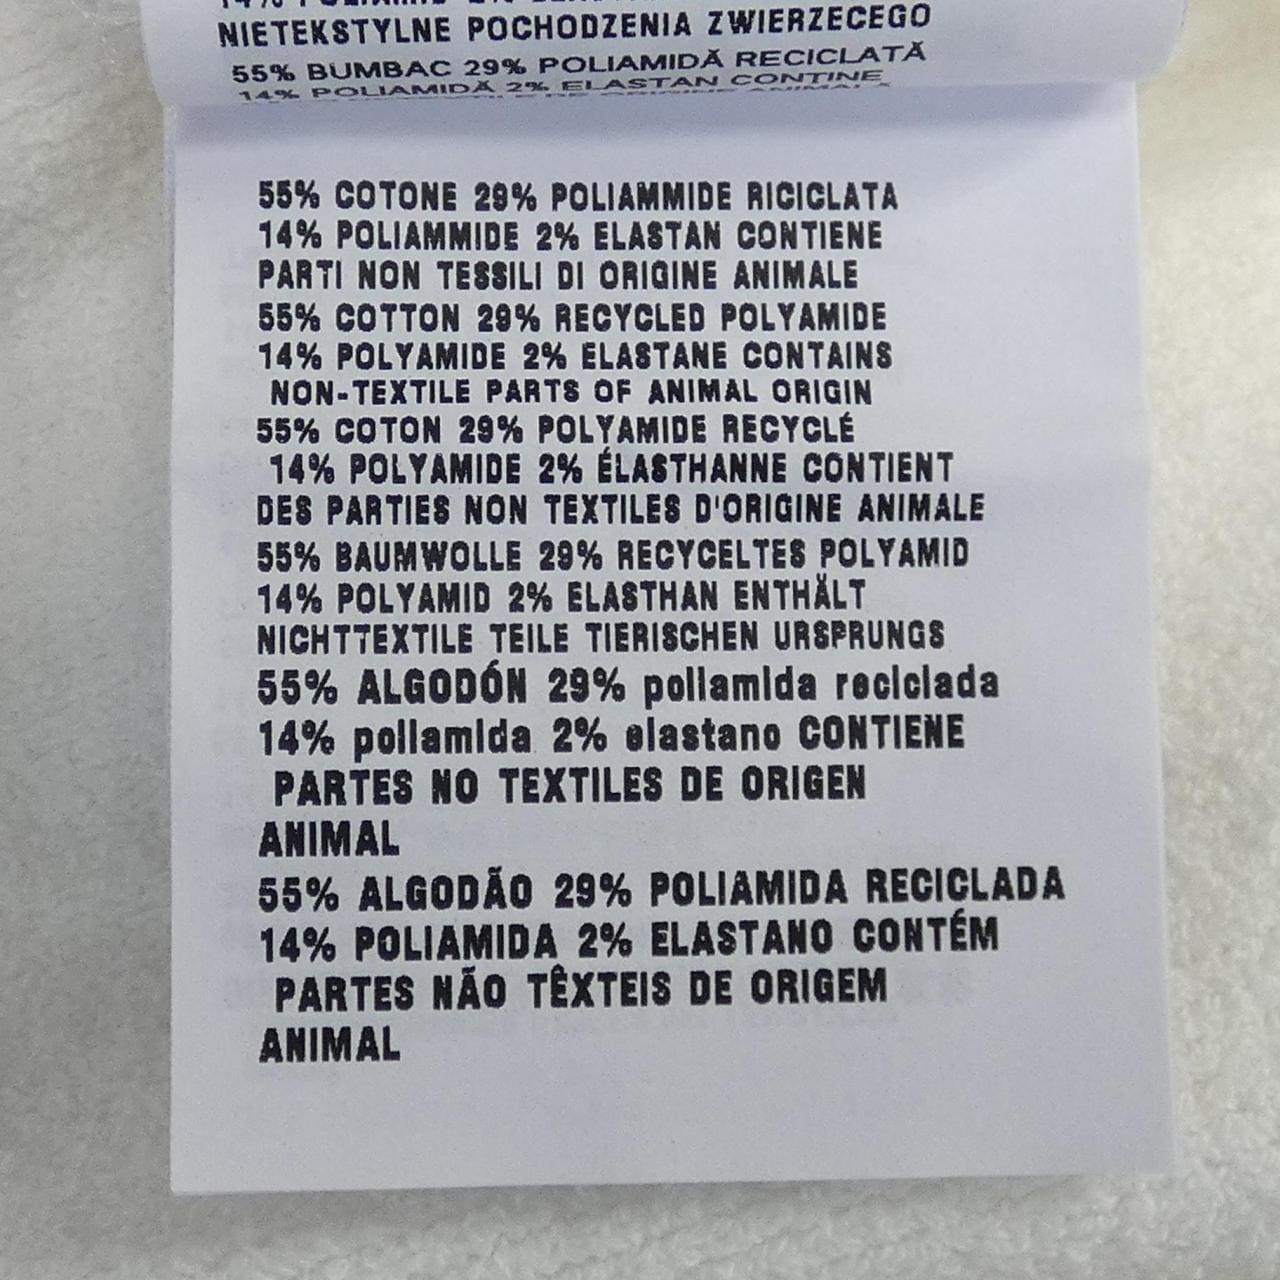 NIETEKSTYLNE POCHODZENIA ZWIERZECEGO
55% BUMBAC 29% POLIAMIDĂ RECICLATĂ
14% POLIAMIDĂ 2% ELASTAN CONȚINE
55% COTONE 29% POLIAMMIDE RICICLATA
14% POLIAMMIDE 2% ELASTAN CONTIENE
PARTI NON TESSILI DI ORIGINE ANIMALE
55% COTTON 29% RECYCLED POLYAMIDE
14% POLYAMIDE 2% ELASTANE CONTAINS
NON-TEXTILE PARTS OF ANIMAL ORIGIN
55% COTON 29% POLYAMIDE RECYCLÉ
14% POLYAMIDE 2% ÉLASTHANNE CONTIENT
DES PARTIES NON TEXTILES D'ORIGINE ANIMALE
55% BAUMWOLLE 29% RECYCELTES POLYAMID
14% POLYAMID 2% ELASTHAN ENTHÄLT
NICHTTEXTILE TEILE TIERISCHEN URSPRUNGS
55% ALGODÓN 29% poliamida reciclada
14% poliamida 2% elastano CONTIENE
PARTES NO TEXTILES DE ORIGEN
ANIMAL
55% ALGODÃO 29% POLIAMIDA RECICLADA
14% POLIAMIDA 2% ELASTANO CONTÉM
PARTES NÃO TÊXTEIS DE ORIGEM
ANIMAL